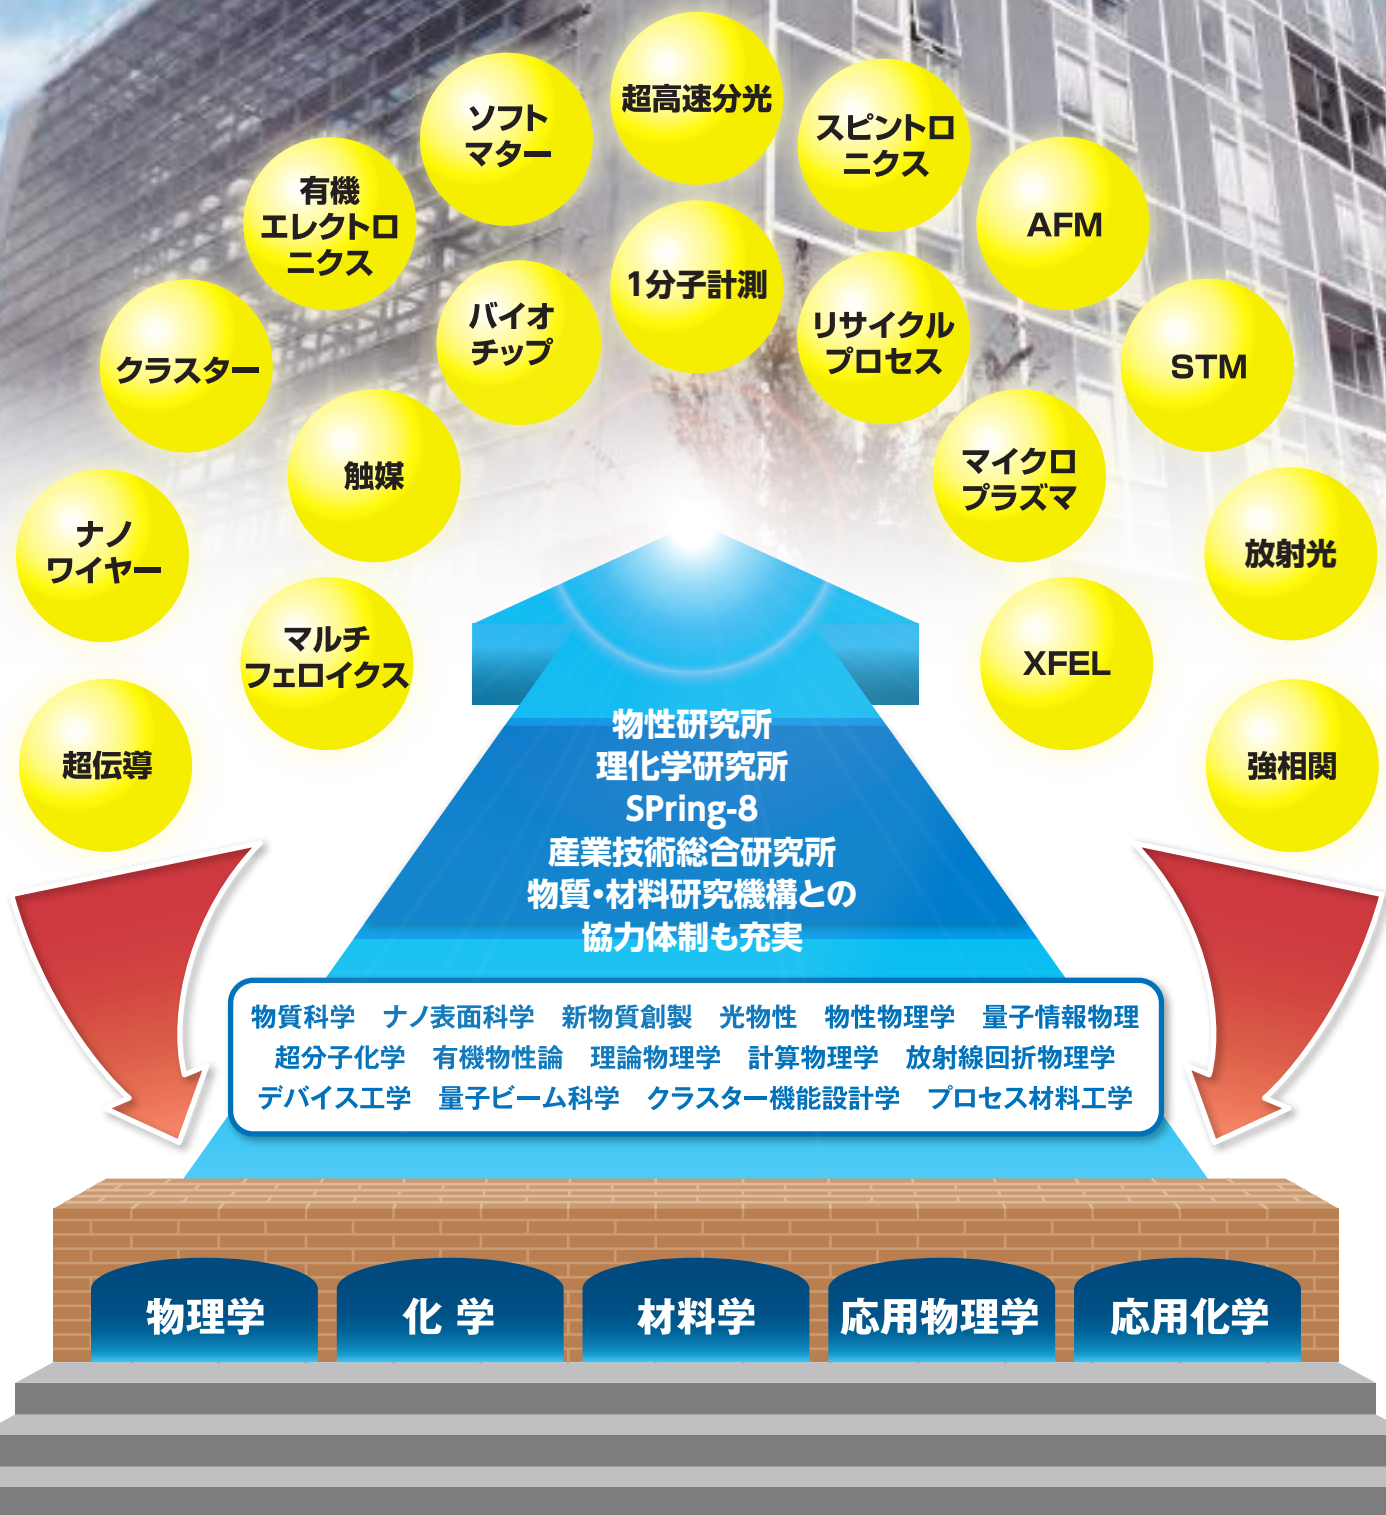 超高速分光
ソフト
マター
スピントロ
ニクス
有機
エレクトロ
ニクス
AFM
1分子計測
バイオ
チップ
リサイクル
プロセス
クラスター
STM
触媒
マイクロ
プラズマ
ナノ
ワイヤー
放射光
マルチ
フェロイクス
XFEL
超伝導
強相関
物性研究所
理化学研究所
SPring-8
産業技術総合研究所
物質・材料研究機構との
協力体制も充実
物質科学 ナノ表面科学 新物質創製 光物性 物性物理学 量子情報物理
超分子化学 有機物性論 理論物理学 計算物理学 放射線回折物理学
デバイス工学 量子ビーム科学 クラスター機能設計学 プロセス材料工学
物理学
化 学
材料学
応用物理学
応用化学